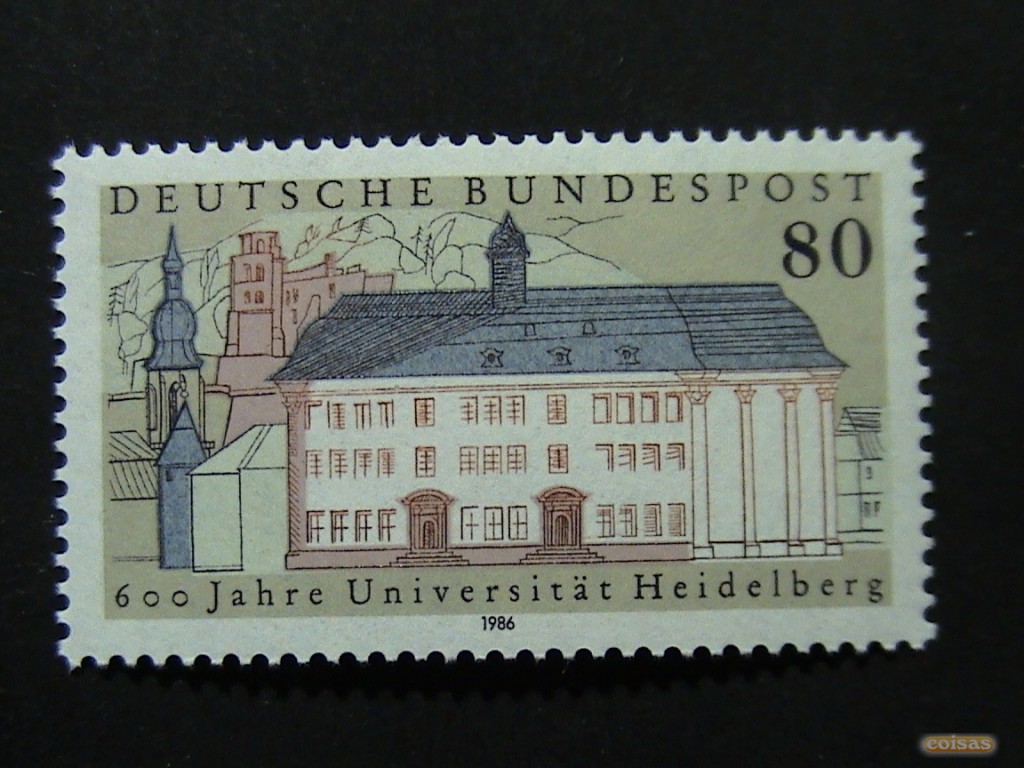 DEUTSCHE BUNDESPOST
80
600 Jahre Universität Heidelberg
1986
coisas